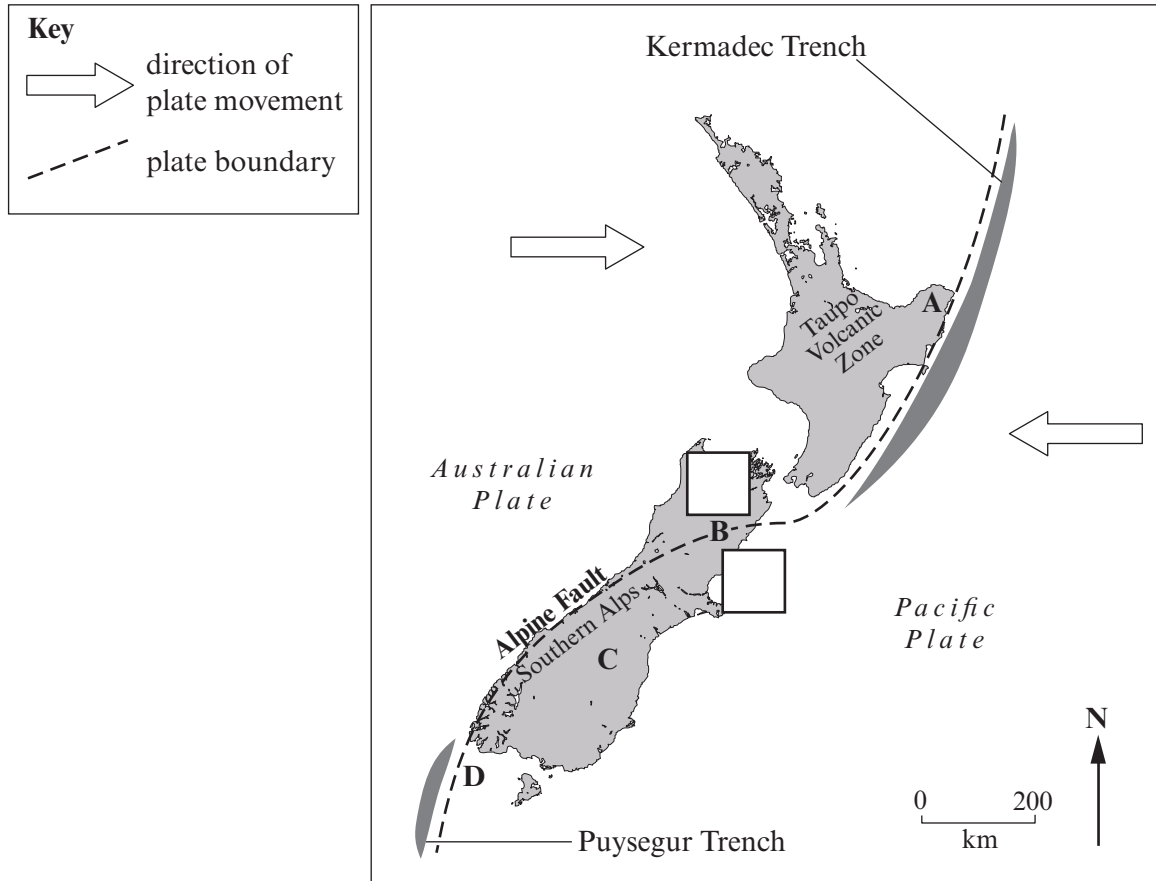 Key
direction of
plate movement
plate boundary
Kermadec Trench
A
Taupo
Volcanic
Zone
Australian
Plate
B
Alpine Fault
Southern Alps
Pacific
Plate
C
N
D
0 200
km
Puysegur Trench